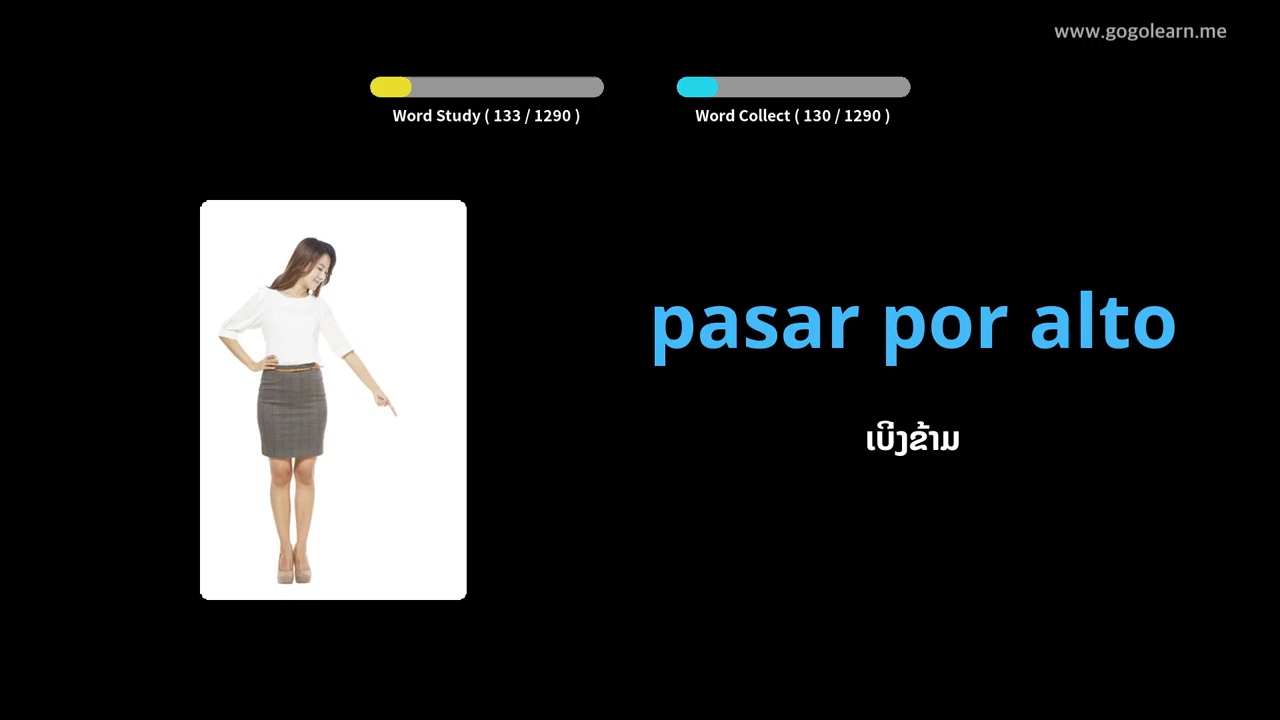 www.gogolearn.me
Word Study ( 133 / 1290 )
Word Collect ( 130 / 1290 )
pasar por alto
ເບິງຂ້າມ